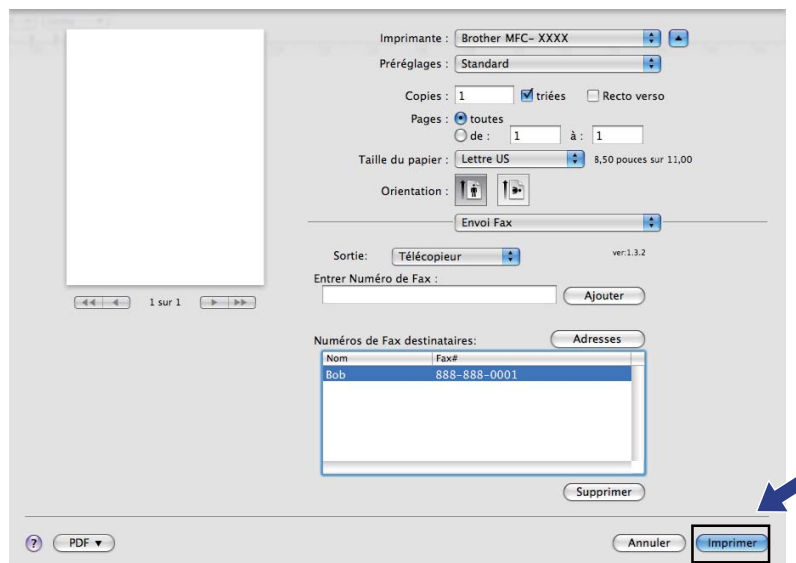 Imprimante : Brother MFC- XXXX
Préréglages : Standard
Copies : 1 triées Recto verso
Pages : toutes
de : 1 à : 1
Taille du papier : Lettre US 8,50 pouces sur 11,00
Orientation :
Envoi Fax
Sortie: Télécopieur ver:1.3.2
Entrer Numéro de Fax :
Ajouter
1 sur 1
Numéros de Fax destinataires: Adresses
Nom Fax#
Bob 888-888-0001
Supprimer
? PDF ▼ Annuler Imprimer